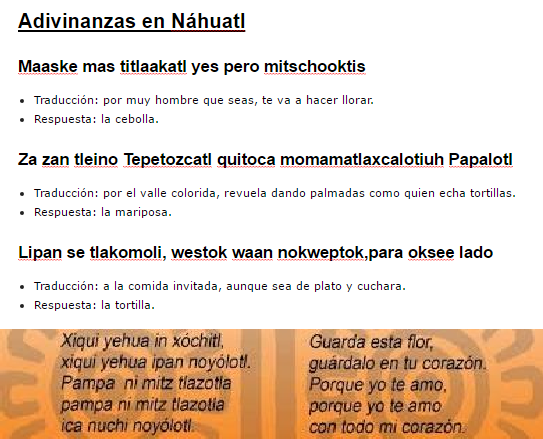 Adivinanzas en Náhuatl
Maaske mas titlaakatl yes pero mitschooktis
Traducción: por muy hombre que seas, te va a hacer llorar.
Respuesta: la cebolla.
Za zan tleino Tepetozcatl quitoca momamatlaxcalotiuh Papalotl
Traducción: por el valle colorida, revuela dando palmadas como quien echa tortillas.
Respuesta: la mariposa.
Lipan se tlakomoli, westok waan nokweptok,para oksee lado
Traducción: a la comida invitada, aunque sea de plato y cuchara.
Respuesta: la tortilla.
Xiqui yehua in xóchitl,
xiqui yehua ipan noyólotl.
Pampa ni mitz tlazotla
pampa ni mitz tlazotla
ica nuchi noyólotl.
Guarda esta flor,
guárdalo en tu corazón.
Porque yo te amo,
porque yo te amo
con todo mi corazón.